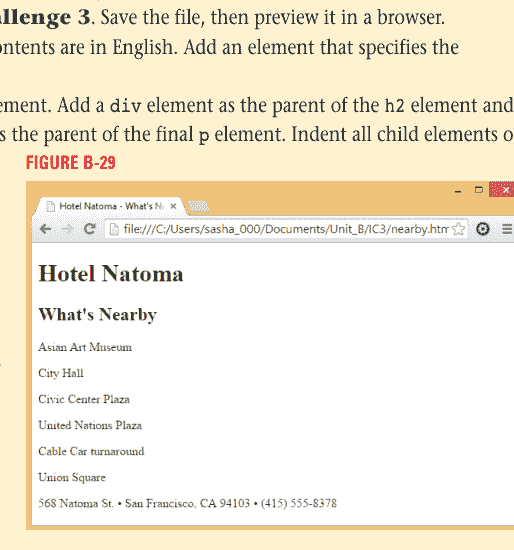 allenge 3. Save the file, then preview it in a browser.
ontents are in English. Add an element that specifies the
ement. Add a div element as the parent of the h2 element and
s the parent of the final p element. Indent all child elements o
FIGURE B-29
Hotel Natoma - What's N
file:///C:/Users/sasha_000/Documents/Unit_B/IC3/nearby.htm
Hotel Natoma
What's Nearby
Asian Art Museum
City Hall
Civic Center Plaza
United Nations Plaza
Cable Car turnaround
Union Square
568 Natoma St. • San Francisco, CA 94103 • (415) 555-8378